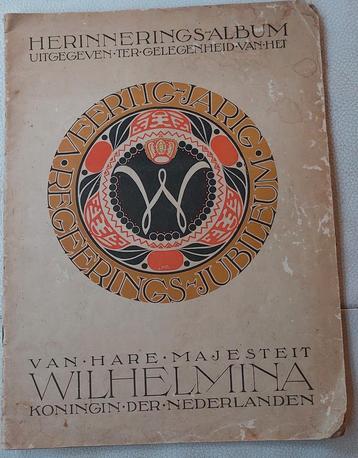 HERINNERINGS-ALBUM
UITGEGEVEN·TER·GELEGENHEID·VAN·HET
·VEERTIG-JARIG·
REGEERINGS-JUBILEUM
W
VAN·HARE·MAJESTEIT
WILHELMINA
KONINGIN·DER·NEDERLANDEN